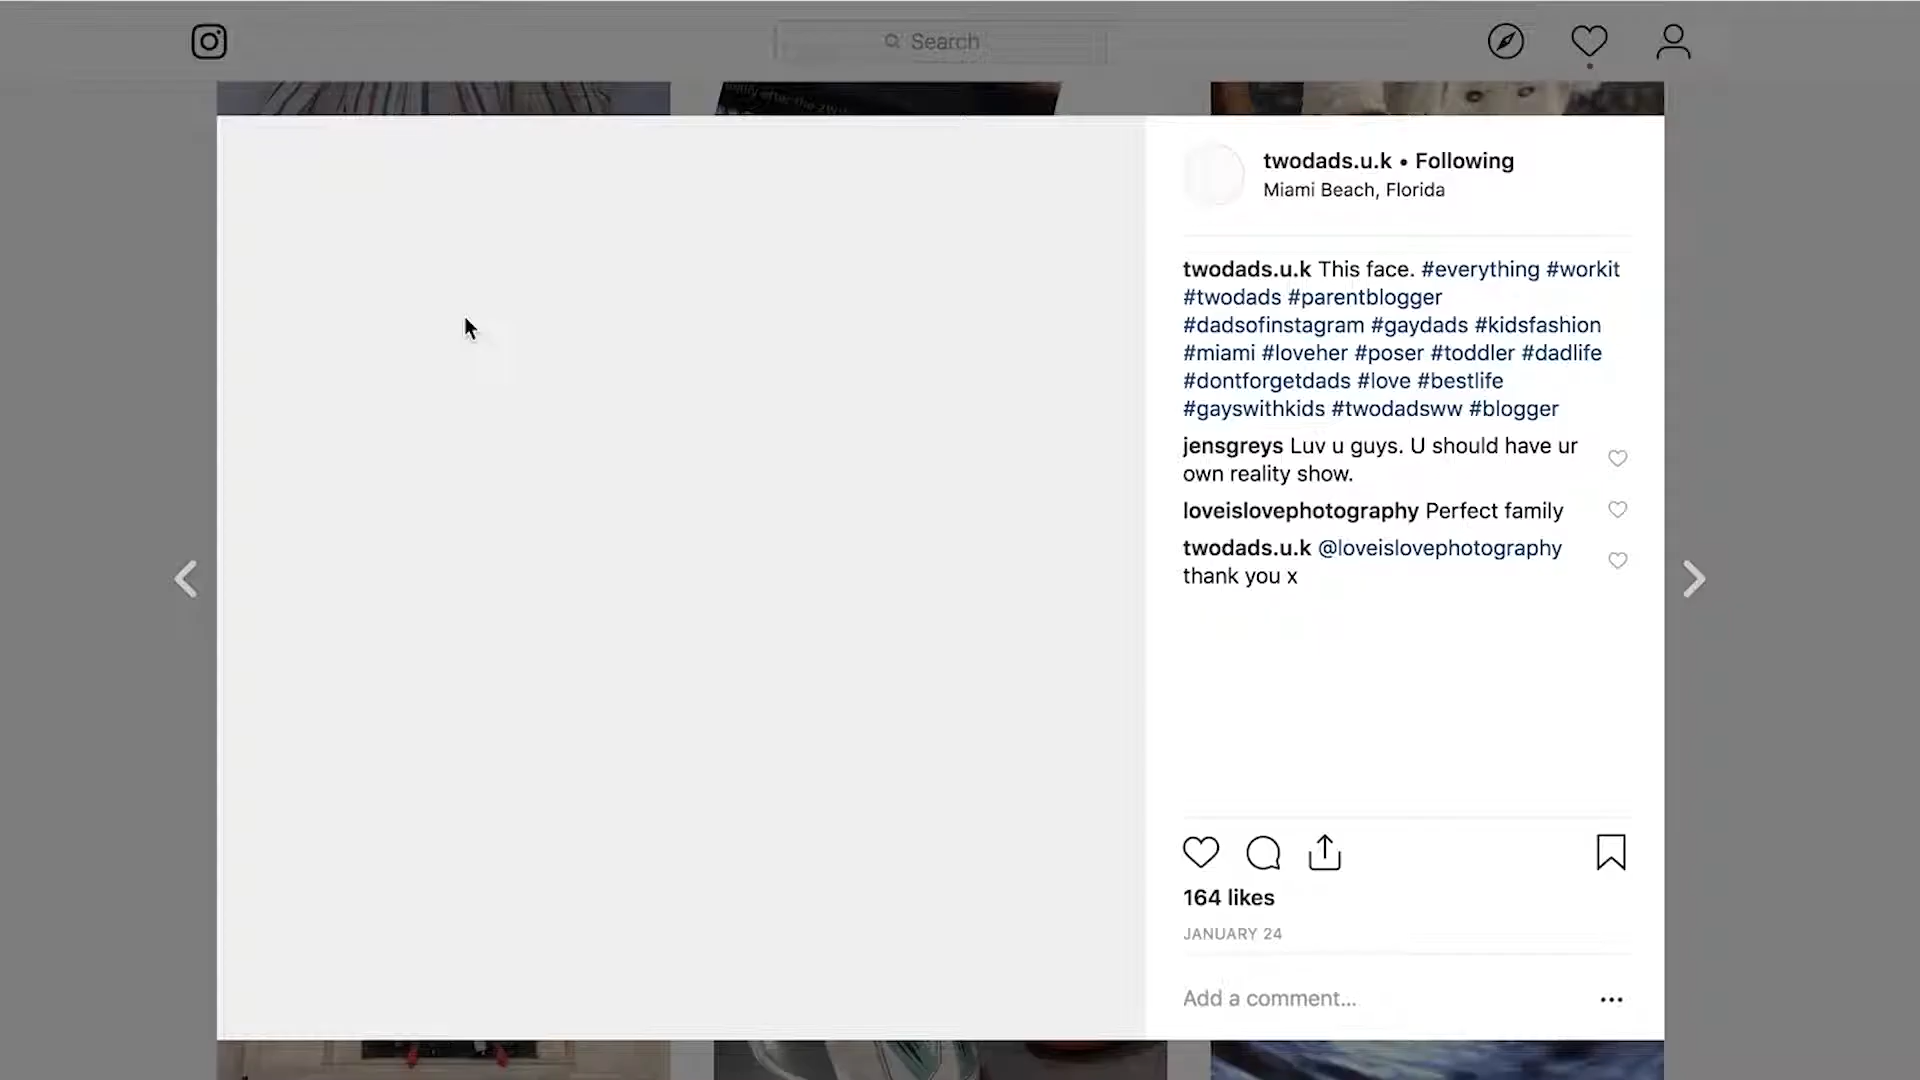 Search
twodads.u.k • Following
Miami Beach, Florida
twodads.u.k This face. #everything #workit
#twodads #parentblogger
#dadsofinstagram #gaydads #kidsfashion
#miami #loveher #poser #toddler #dadlife
#dontforgetdads #love #bestlife
#gayswithkids #twodadsww #blogger
jensgreys Luv u guys. U should have ur
own reality show.
loveislovephotography Perfect family
twodads.u.k @loveislovephotography
thank you x
164 likes
JANUARY 24
Add a comment...